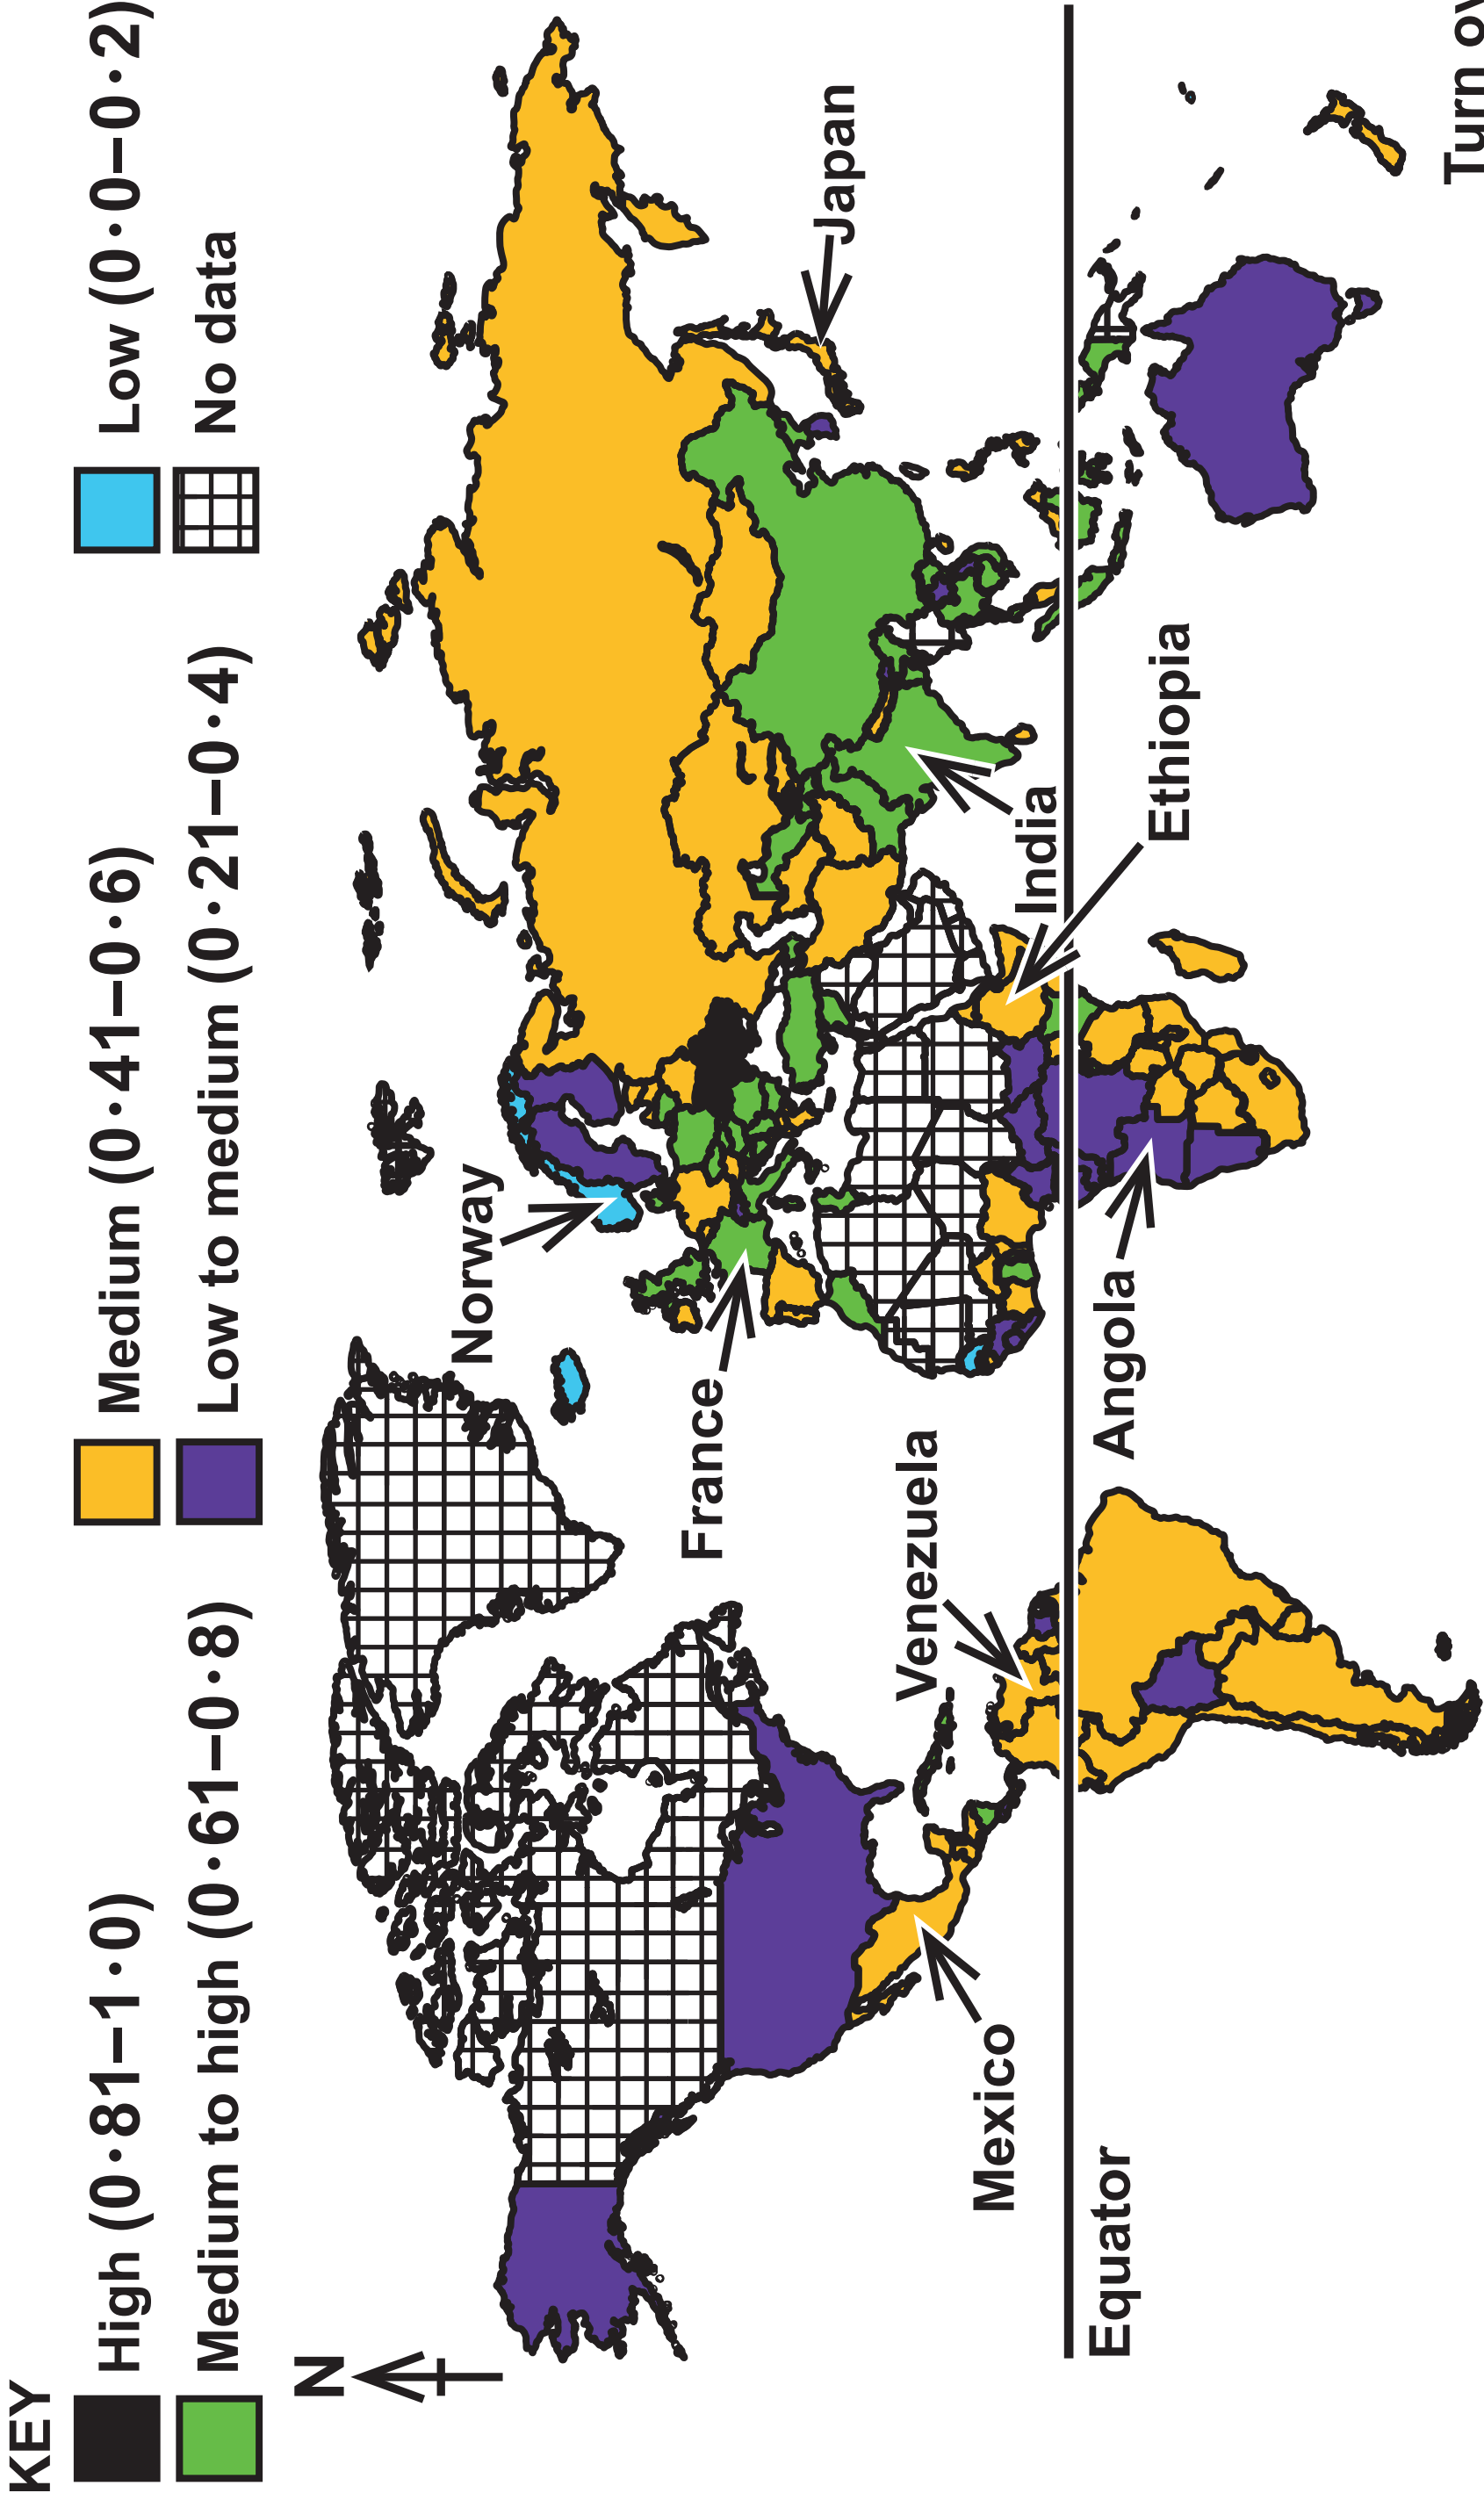 KEY
High (0·81–1·0)
Medium (0·41–0·6)
Low (0·0–0·2)
Medium to high (0·61–0·8)
Low to medium (0·21–0·4)
No data
N
Norway
France
Japan
Venezuela
India
Mexico
Ethiopia
Angola
Equator
Turn